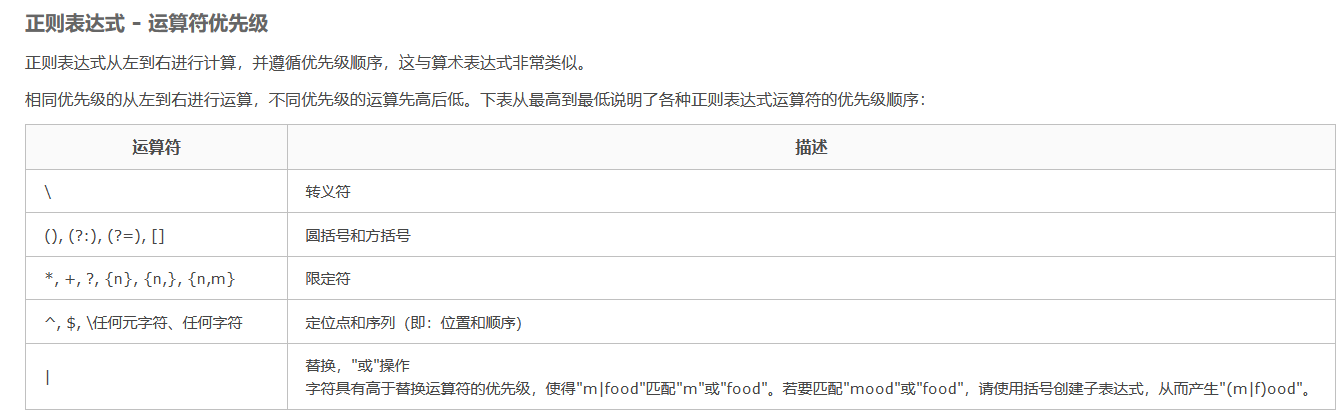 正则表达式 - 运算符优先级
正则表达式从左到右进行计算，并遵循优先级顺序，这与算术表达式非常类似。
相同优先级的从左到右进行运算，不同优先级的运算先高后低。下表从最高到最低说明了各种正则表达式运算符的优先级顺序：
运算符 描述
\ 转义符
(), (?:), (?=), [] 圆括号和方括号
*, +, ?, {n}, {n,}, {n,m} 限定符
^, $, \任何元字符、任何字符 定位点和序列（即：位置和顺序）
| 替换，"或"操作
字符具有高于替换运算符的优先级，使得"m|food"匹配"m"或"food"。若要匹配"mood"或"food"，请使用括号创建子表达式，从而产生"(m|f)ood"。